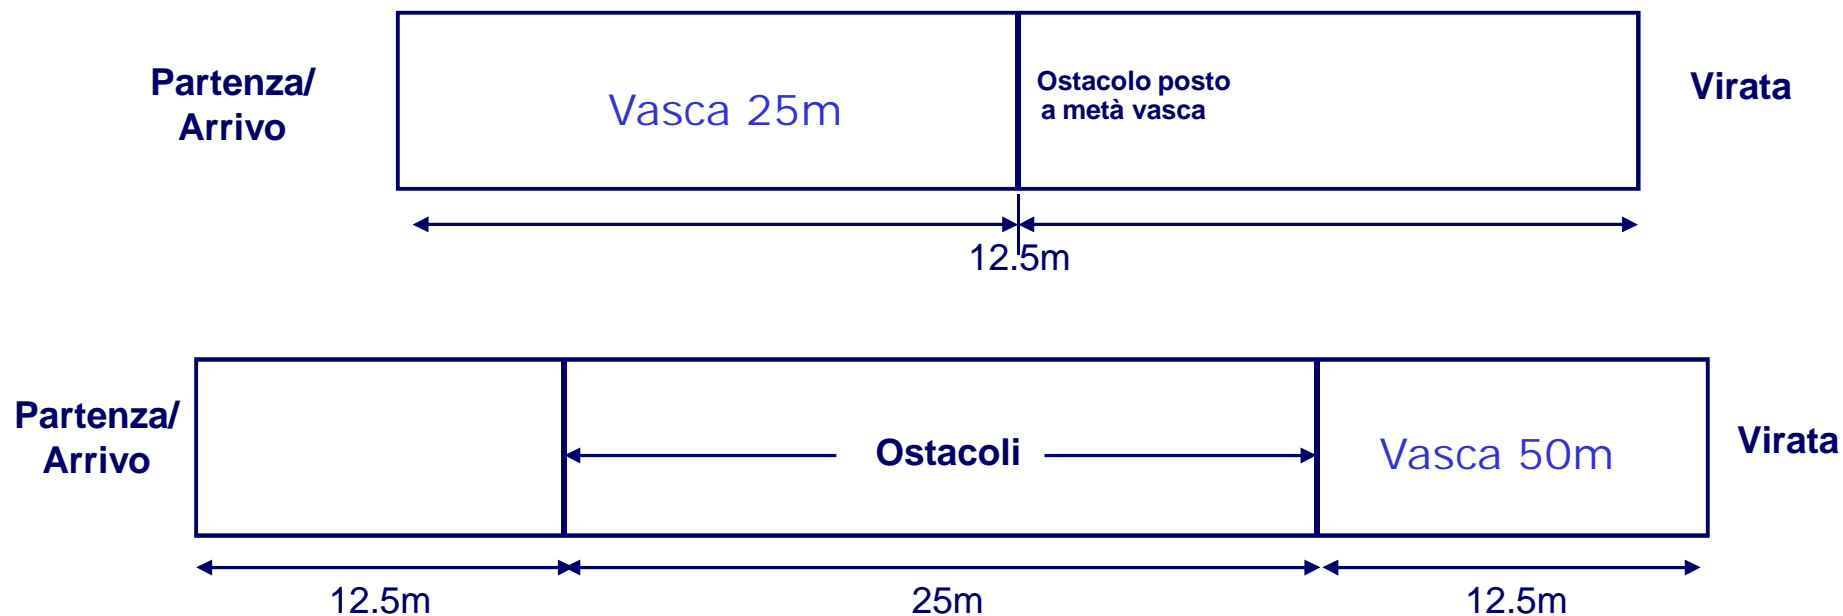 Partenza/
Arrivo
Vasca 25m
Ostacolo posto
a metà vasca
Virata
12.5m
Partenza/
Arrivo
Ostacoli
Vasca 50m
Virata
12.5m
25m
12.5m